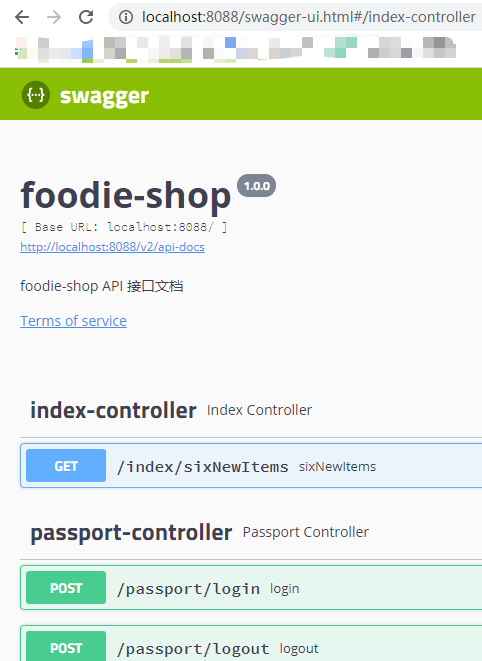 localhost:8088/swagger-ui.html#/index-controller
{···} swagger
foodie-shop 1.0.0
[ Base URL: localhost:8088/ ]
http://localhost:8088/v2/api-docs
foodie-shop API 接口文档
Terms of service
index-controller Index Controller
GET /index/sixNewItems sixNewItems
passport-controller Passport Controller
POST /passport/login login
POST /passport/logout logout